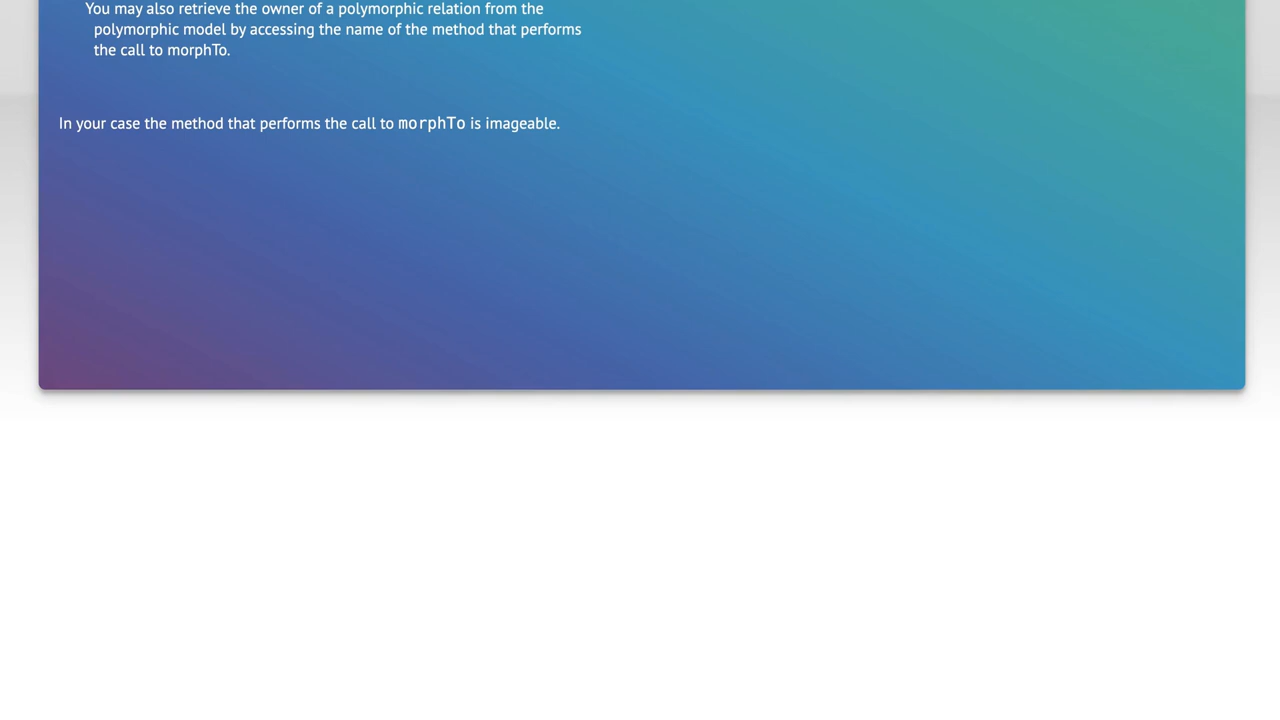 You may also retrieve the owner of a polymorphic relation from the
polymorphic model by accessing the name of the method that performs
the call to morphTo.
In your case the method that performs the call to morphTo is imageable.